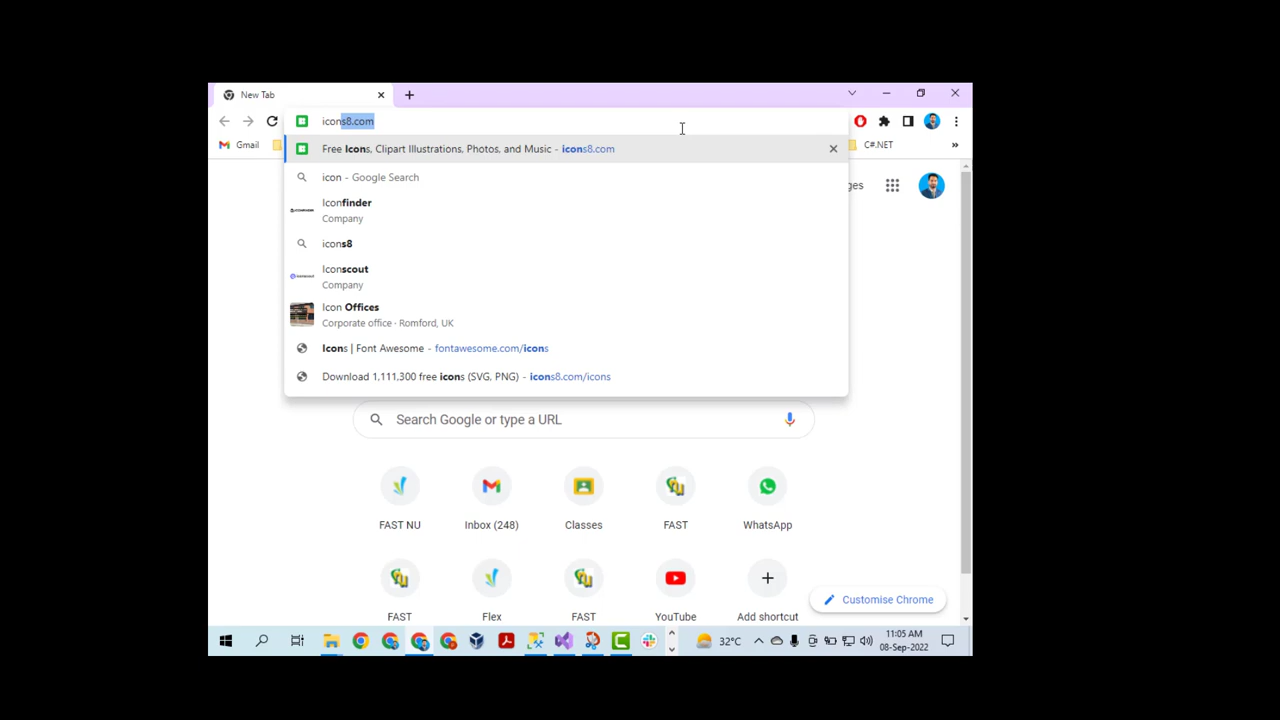 New Tab
icons8.com
Gmail
C#.NET
»
Free Icons, Clipart Illustrations, Photos, and Music - icons8.com
icon - Google Search
ges
Iconfinder
Company
icons8
Iconscout
Company
Icon Offices
Corporate office · Romford, UK
Icons | Font Awesome - fontawesome.com/icons
Download 1,111,300 free icons (SVG, PNG) - icons8.com/icons
Search Google or type a URL
FAST NU
Inbox (248)
Classes
FAST
WhatsApp
FAST
Flex
FAST
YouTube
Add shortcut
Customise Chrome
32°C
11:05 AM
08-Sep-2022